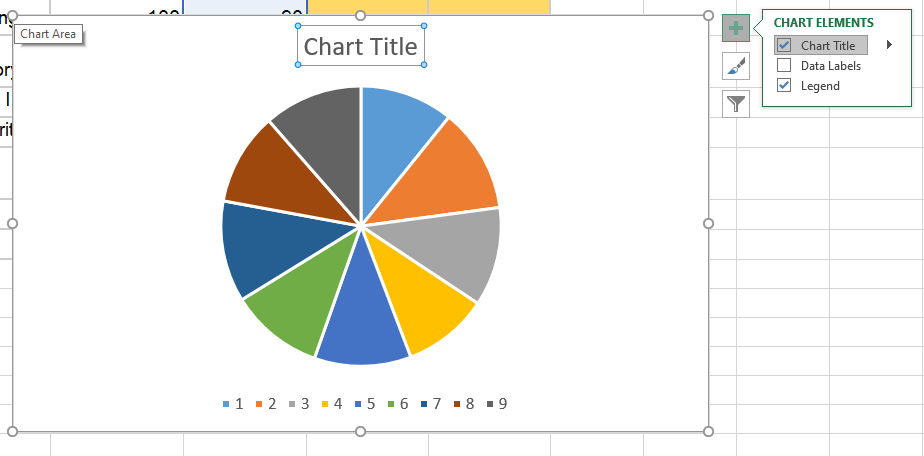 Chart Area
Chart Title
CHART ELEMENTS
Chart Title
Data Labels
Legend
1 2 3 4 5 6 7 8 9